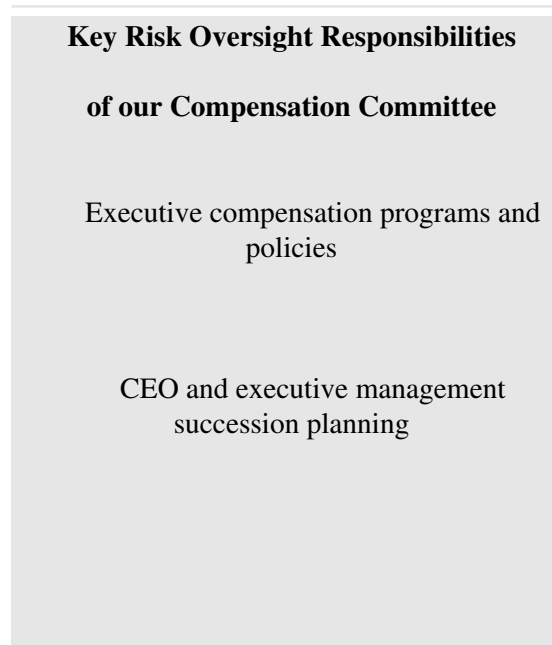 Key Risk Oversight Responsibilities
of our Compensation Committee
Executive compensation programs and
policies
CEO and executive management
succession planning